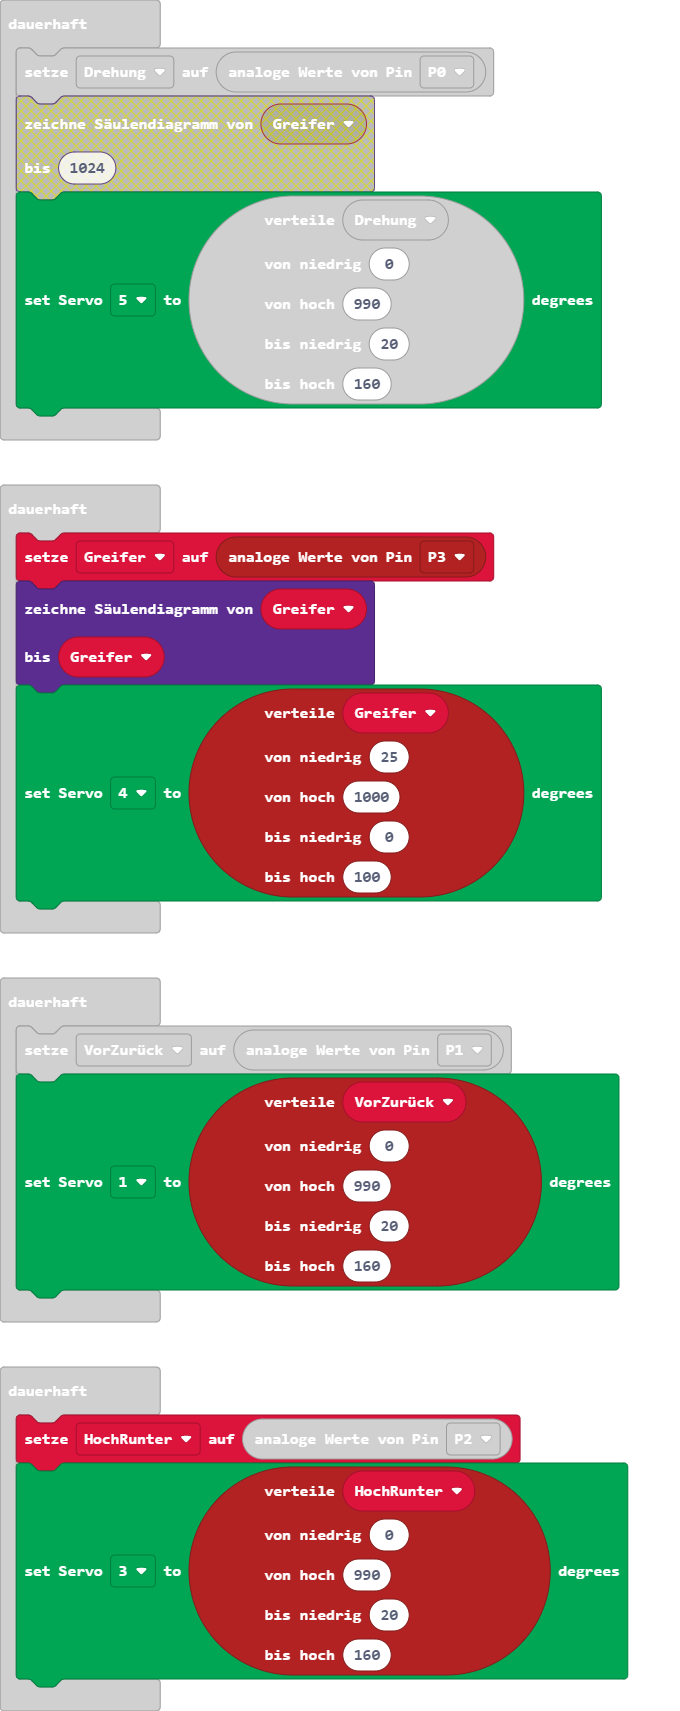 dauerhaft
setze Drehung auf analoge Werte von Pin P0
zeichne Säulendiagramm von Greifer
bis 1024
verteile Drehung
von niedrig 0
set Servo 5 to von hoch 990 degrees
bis niedrig 20
bis hoch 160
dauerhaft
setze Greifer auf analoge Werte von Pin P3
zeichne Säulendiagramm von Greifer
bis Greifer
verteile Greifer
von niedrig 25
set Servo 4 to von hoch 1000 degrees
bis niedrig 0
bis hoch 100
dauerhaft
setze VorZurück auf analoge Werte von Pin P1
verteile VorZurück
von niedrig 0
set Servo 1 to von hoch 990 degrees
bis niedrig 20
bis hoch 160
dauerhaft
setze HochRunter auf analoge Werte von Pin P2
verteile HochRunter
von niedrig 0
set Servo 3 to von hoch 990 degrees
bis niedrig 20
bis hoch 160